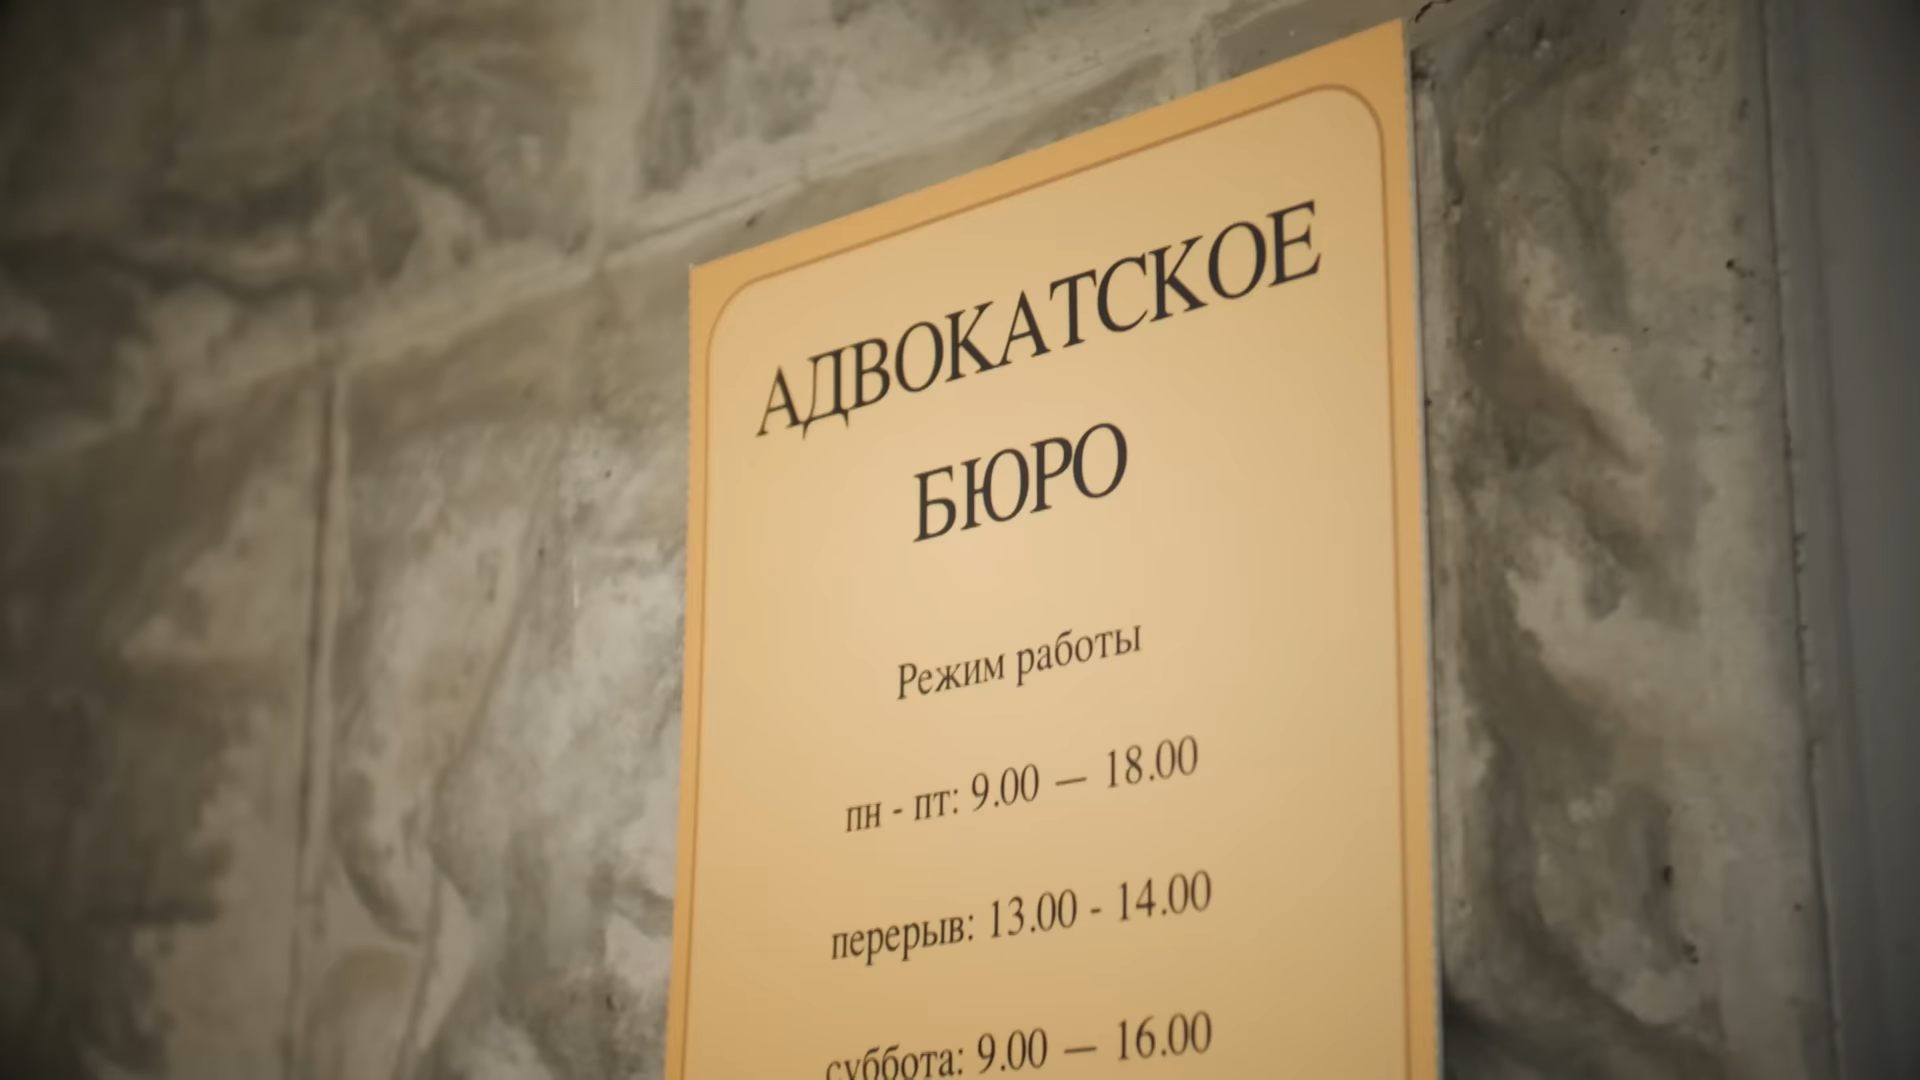 АДВОКАТСКОЕ
БЮРО
Режим работы
пн - пт: 9.00 — 18.00
перерыв: 13.00 - 14.00
суббота: 9.00 — 16.00